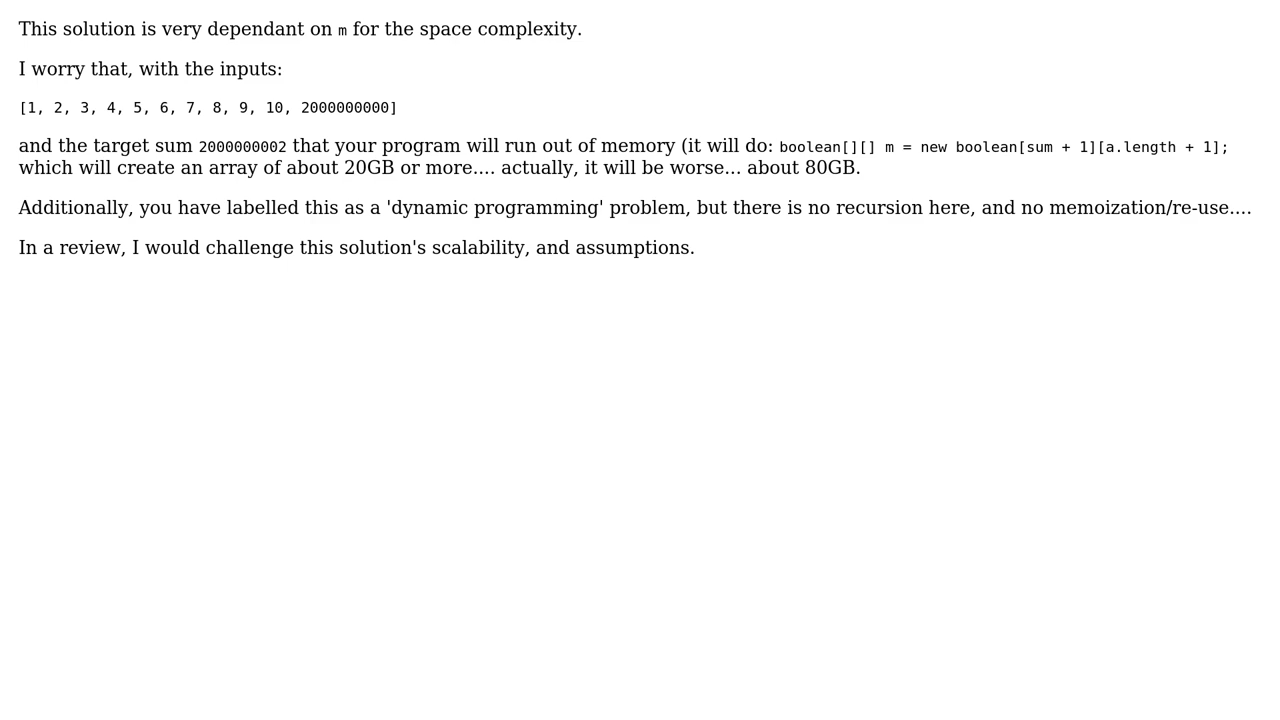 This solution is very dependant on m for the space complexity.
I worry that, with the inputs:
[1, 2, 3, 4, 5, 6, 7, 8, 9, 10, 2000000000]
and the target sum 2000000002 that your program will run out of memory (it will do: boolean[][] m = new boolean[sum + 1][a.length + 1];
which will create an array of about 20GB or more.... actually, it will be worse... about 80GB.
Additionally, you have labelled this as a 'dynamic programming' problem, but there is no recursion here, and no memoization/re-use....
In a review, I would challenge this solution's scalability, and assumptions.